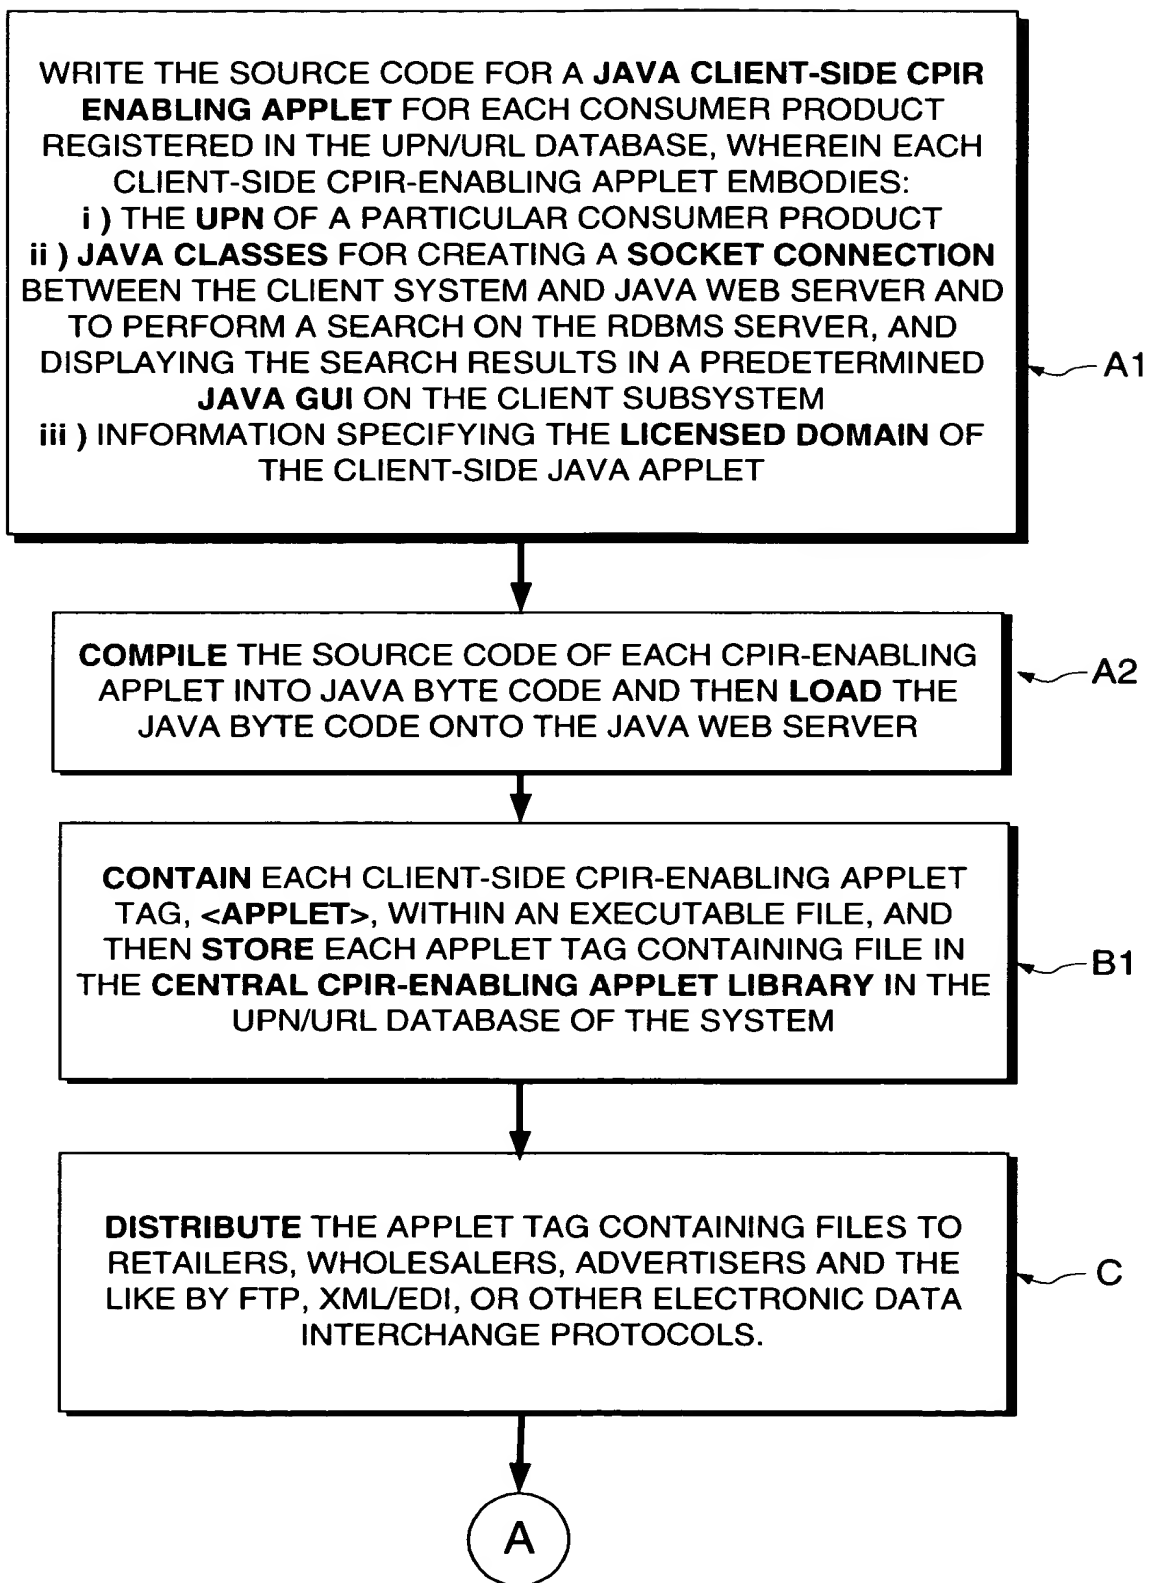 WRITE THE SOURCE CODE FOR A JAVA CLIENT-SIDE CPIR
ENABLING APPLET FOR EACH CONSUMER PRODUCT
REGISTERED IN THE UPN/URL DATABASE, WHEREIN EACH
CLIENT-SIDE CPIR-ENABLING APPLET EMBODIES:
i ) THE UPN OF A PARTICULAR CONSUMER PRODUCT
ii ) JAVA CLASSES FOR CREATING A SOCKET CONNECTION
BETWEEN THE CLIENT SYSTEM AND JAVA WEB SERVER AND
TO PERFORM A SEARCH ON THE RDBMS SERVER, AND
DISPLAYING THE SEARCH RESULTS IN A PREDETERMINED
JAVA GUI ON THE CLIENT SUBSYSTEM
iii ) INFORMATION SPECIFYING THE LICENSED DOMAIN OF
THE CLIENT-SIDE JAVA APPLET
A1
COMPILE THE SOURCE CODE OF EACH CPIR-ENABLING
APPLET INTO JAVA BYTE CODE AND THEN LOAD THE
JAVA BYTE CODE ONTO THE JAVA WEB SERVER
A2
CONTAIN EACH CLIENT-SIDE CPIR-ENABLING APPLET
TAG, <APPLET>, WITHIN AN EXECUTABLE FILE, AND
THEN STORE EACH APPLET TAG CONTAINING FILE IN
THE CENTRAL CPIR-ENABLING APPLET LIBRARY IN THE
UPN/URL DATABASE OF THE SYSTEM
B1
DISTRIBUTE THE APPLET TAG CONTAINING FILES TO
RETAILERS, WHOLESALERS, ADVERTISERS AND THE
LIKE BY FTP, XML/EDI, OR OTHER ELECTRONIC DATA
INTERCHANGE PROTOCOLS.
C
A